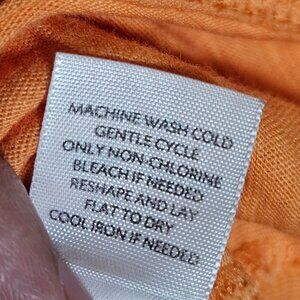 MACHINE WASH COLD
GENTLE CYCLE
ONLY NON-CHLORINE
BLEACH IF NEEDED
RESHAPE AND LAY
FLAT TO DRY
COOL IRON IF NEEDED